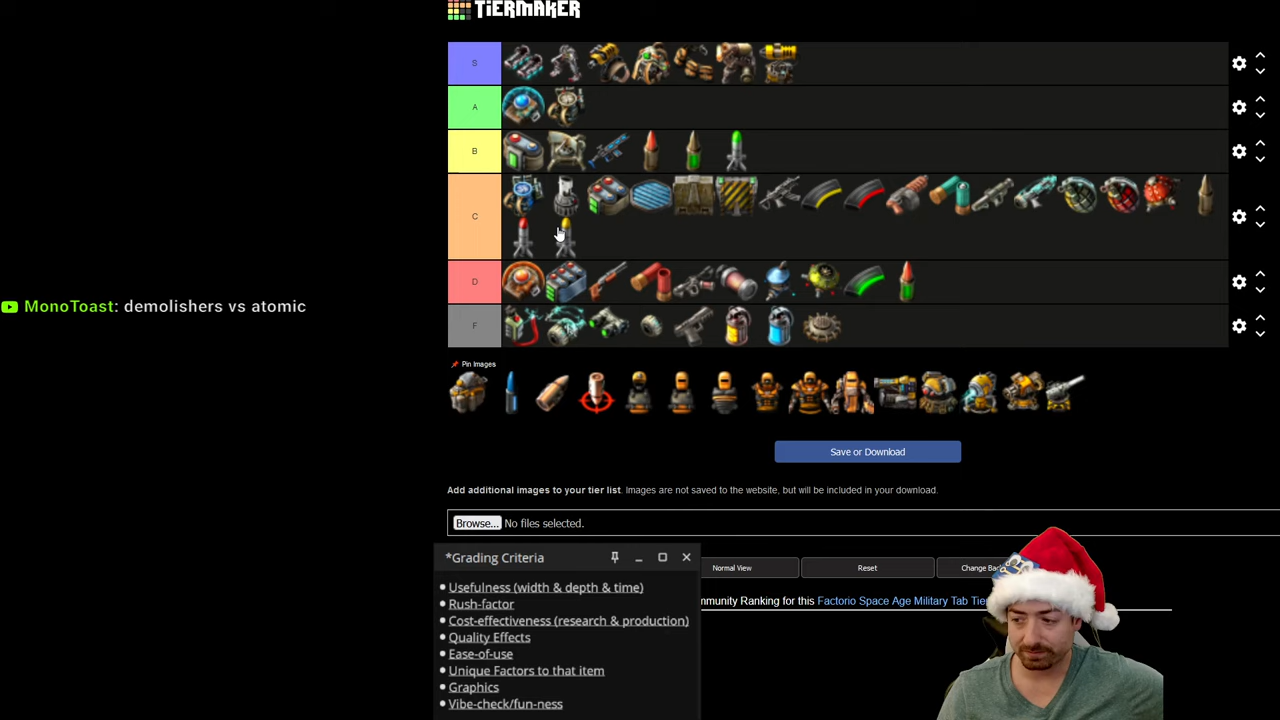 TiERMAKER
S
A
B
C
D
F
MonoToast: demolishers vs atomic
Pin Images
Save or Download
Add additional images to your tier list. Images are not saved to the website, but will be included in your download.
Browse... No files selected.
*Grading Criteria
Normal View
Reset
Change Bac
Usefulness (width & depth & time)
Rush-factor
Cost-effectiveness (research & production)
Quality Effects
Ease-of-use
Unique Factors to that item
Graphics
Vibe-check/fun-ness
mmunity Ranking for this Factorio Space Age Military Tab Tie